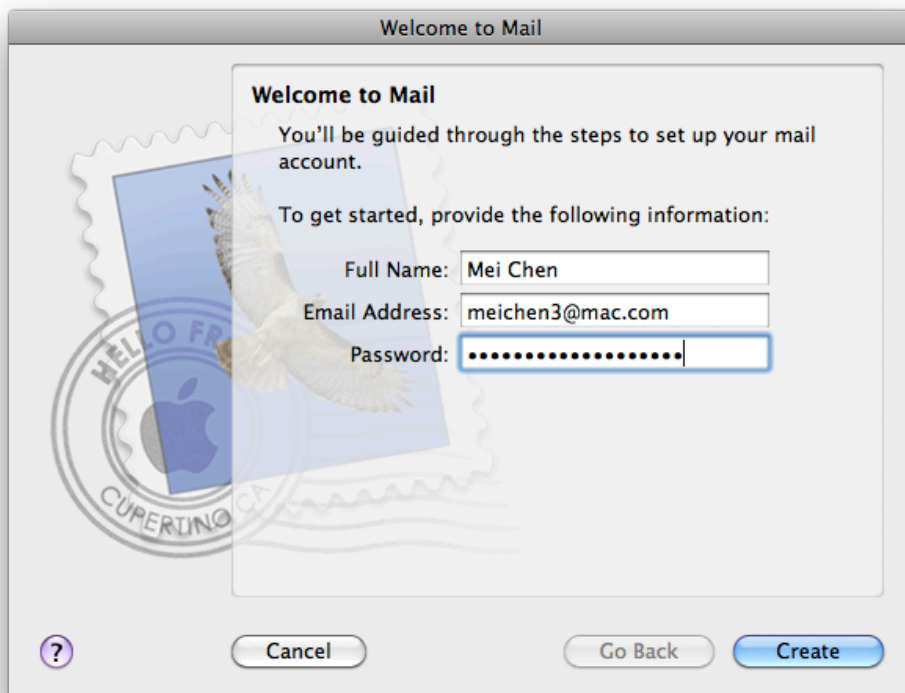 Welcome to Mail
Welcome to Mail
You'll be guided through the steps to set up your mail
account.
To get started, provide the following information:
Full Name: Mei Chen
Email Address: meichen3@mac.com
Password: •••••••••••••••••••
HELLO FR
CUPERTINO CA
? Cancel Go Back Create